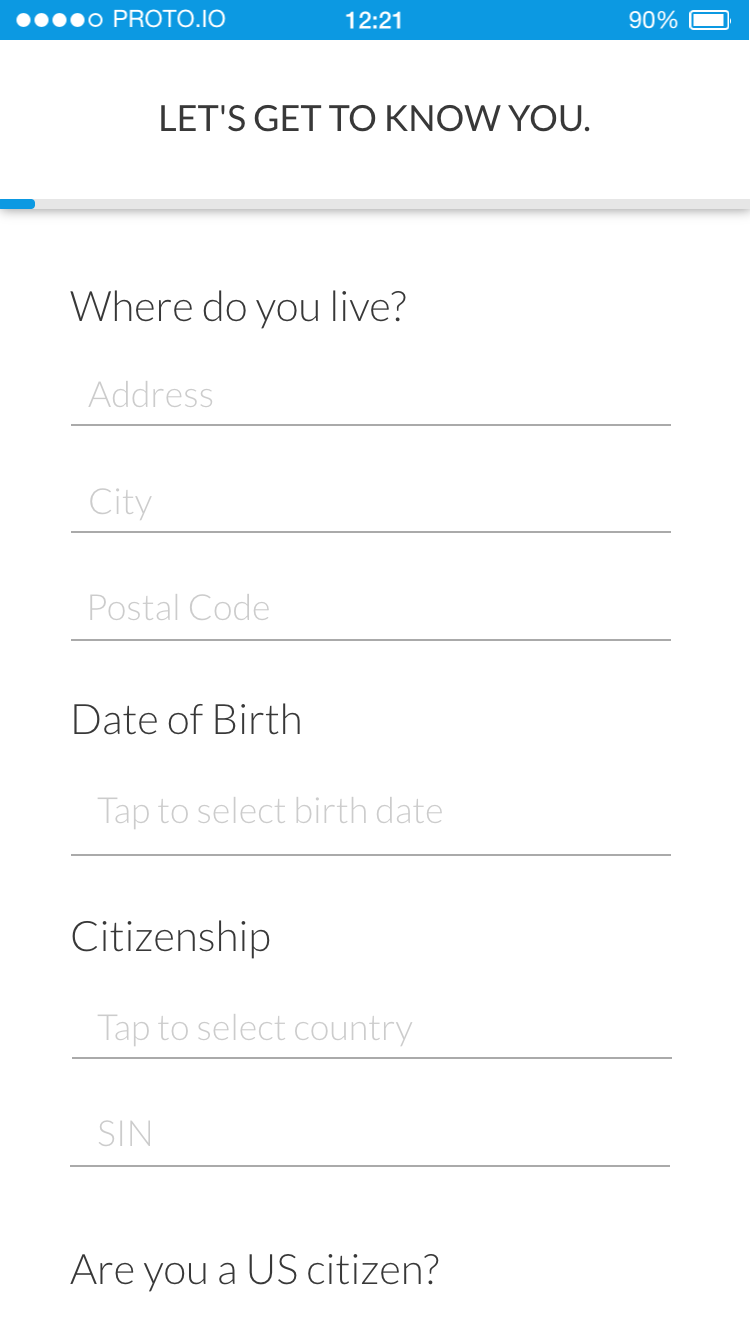 PROTO.IO 12:21 90%
LET'S GET TO KNOW YOU.
Where do you live?
Address
City
Postal Code
Date of Birth
Tap to select birth date
Citizenship
Tap to select country
SIN
Are you a US citizen?